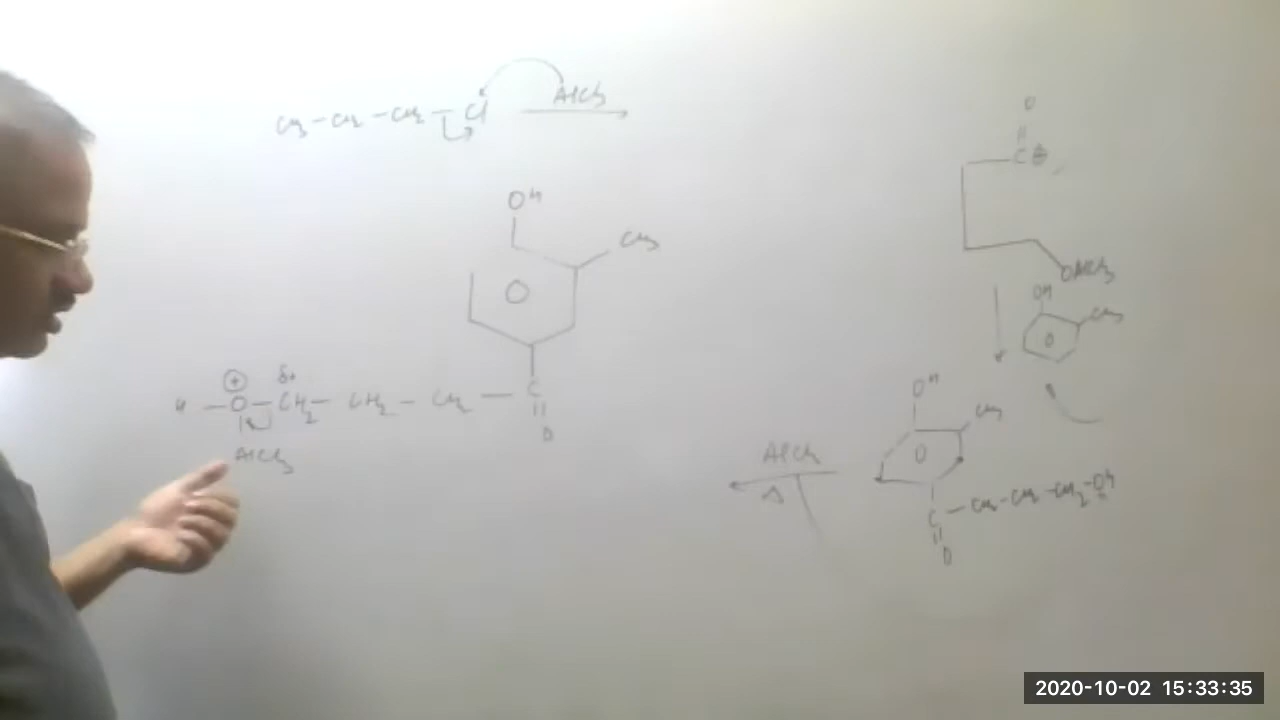 CH3 - CH2 - CH2 - Cl AlCl3
OH
CH3
O
⊕ δ+
H - O - CH2 - CH2 - CH2 - C
O
AlCl3
O
C⊕
OAlCl3
OH
CH3
OH
CH3
AlCl3
Δ
C - CH2 - CH2 - CH2 - OH
O
2020-10-02 15:33:35